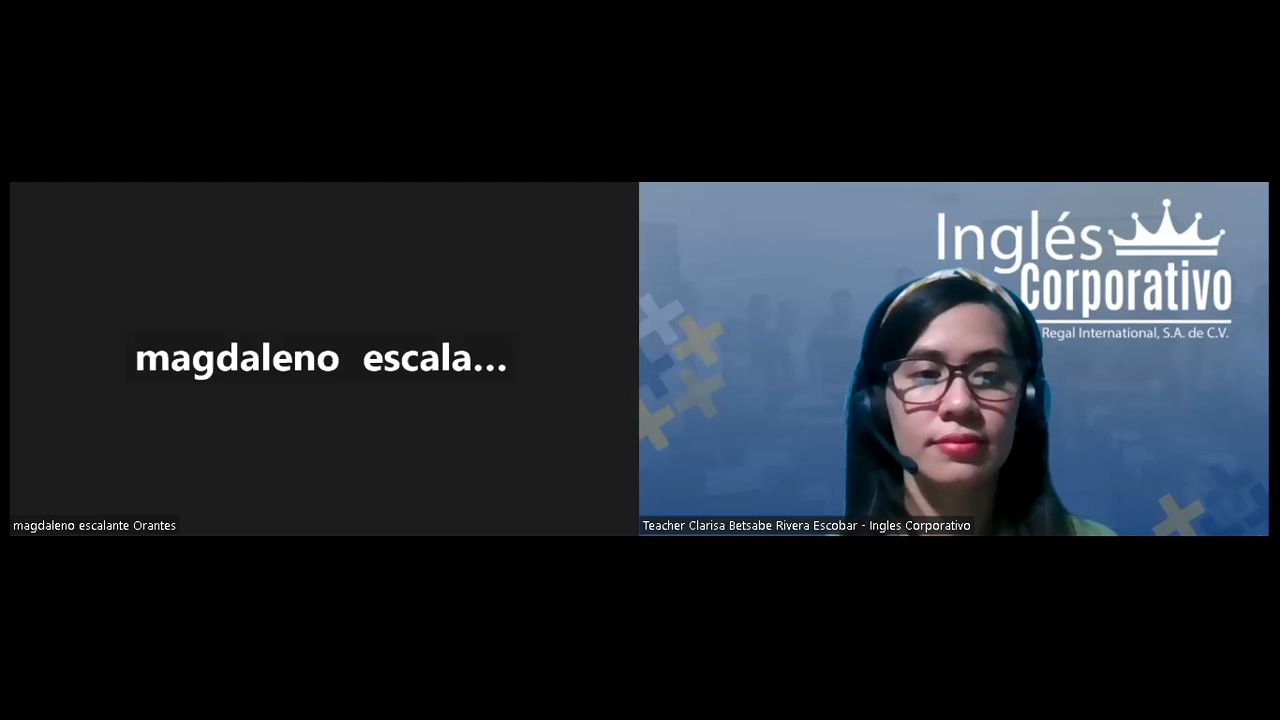 magdaleno escala...
magdaleno escalante Orantes
Inglés
Corporativo
Regal International, S.A. de C.V.
Teacher Clarisa Betsabe Rivera Escobar - Ingles Corporativo